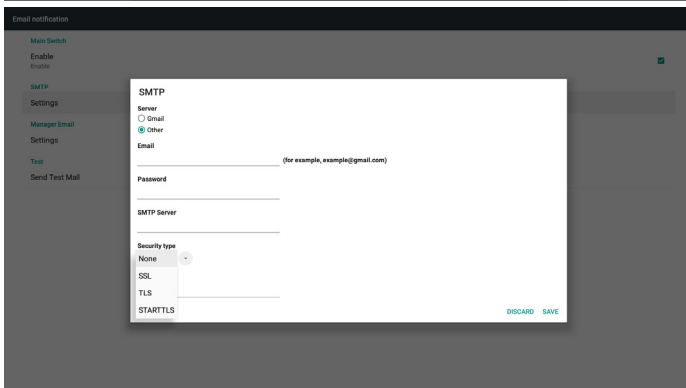 Email notification
Main Switch
Enable
Enable
SMTP
Settings
Manager Email
Settings
Test
Send Test Mail
SMTP
Server
Gmail
Other
Email
(for example, example@gmail.com)
Password
SMTP Server
Security type
None
SSL
TLS
STARTTLS
DISCARD SAVE